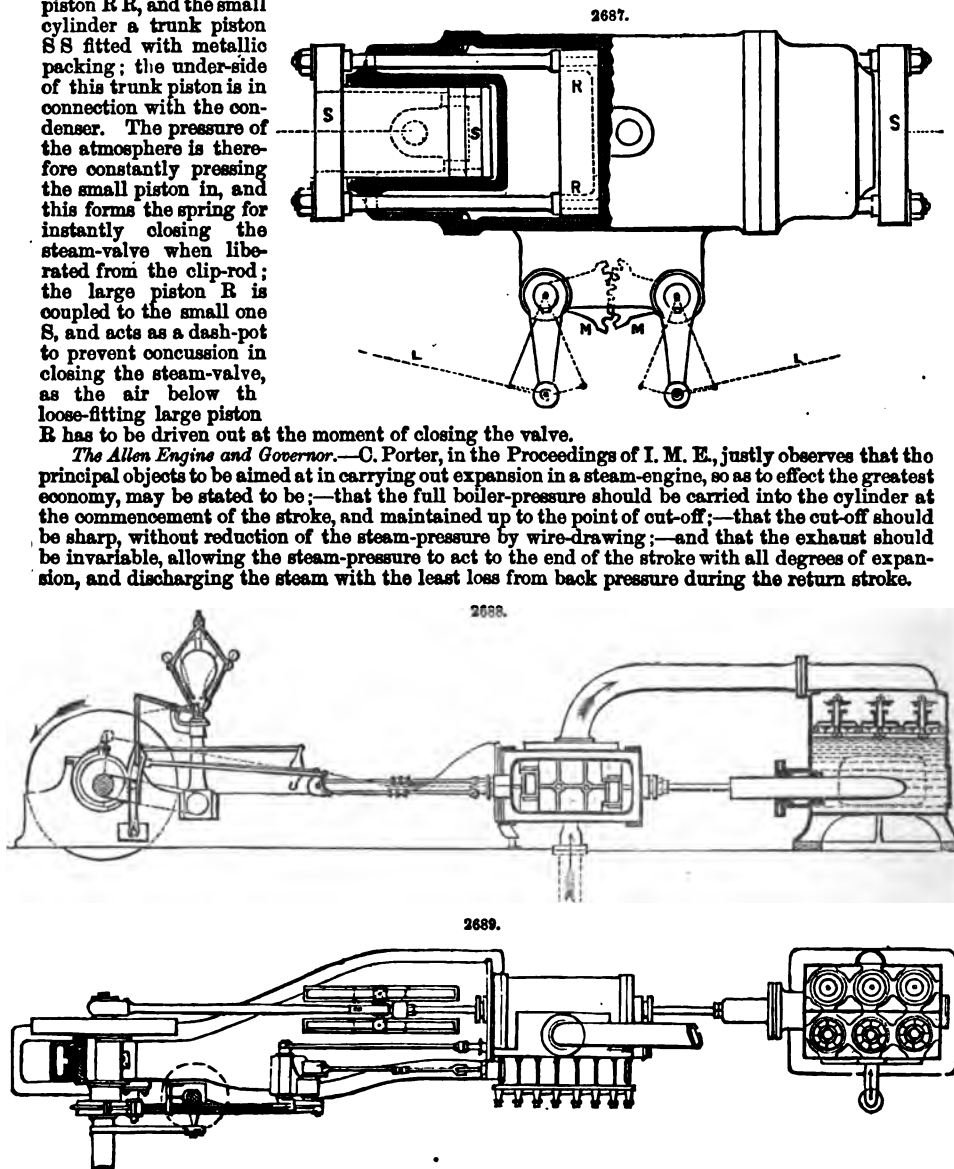 piston R R, and the small
cylinder a trunk piston
S S fitted with metallic
packing; the under-side
of this trunk piston is in
connection with the con-
denser. The pressure of
the atmosphere is there-
fore constantly pressing
the small piston in, and
this forms the spring for
instantly closing the
steam-valve when libe-
rated from the clip-rod;
the large piston R is
coupled to the small one
S, and acts as a dash-pot
to prevent concussion in
closing the steam-valve,
as the air below th
loose-fitting large piston
R has to be driven out at the moment of closing the valve.
2687.
R
S
S
S
R
M
M
L
L
The Allen Engine and Governor.—C. Porter, in the Proceedings of I. M. E., justly observes that the
principal objects to be aimed at in carrying out expansion in a steam-engine, so as to effect the greatest
economy, may be stated to be;—that the full boiler-pressure should be carried into the cylinder at
the commencement of the stroke, and maintained up to the point of cut-off;—that the cut-off should
be sharp, without reduction of the steam-pressure by wire-drawing;—and that the exhaust should
be invariable, allowing the steam-pressure to act to the end of the stroke with all degrees of expan-
sion, and discharging the steam with the least loss from back pressure during the return stroke.
2688.
2689.